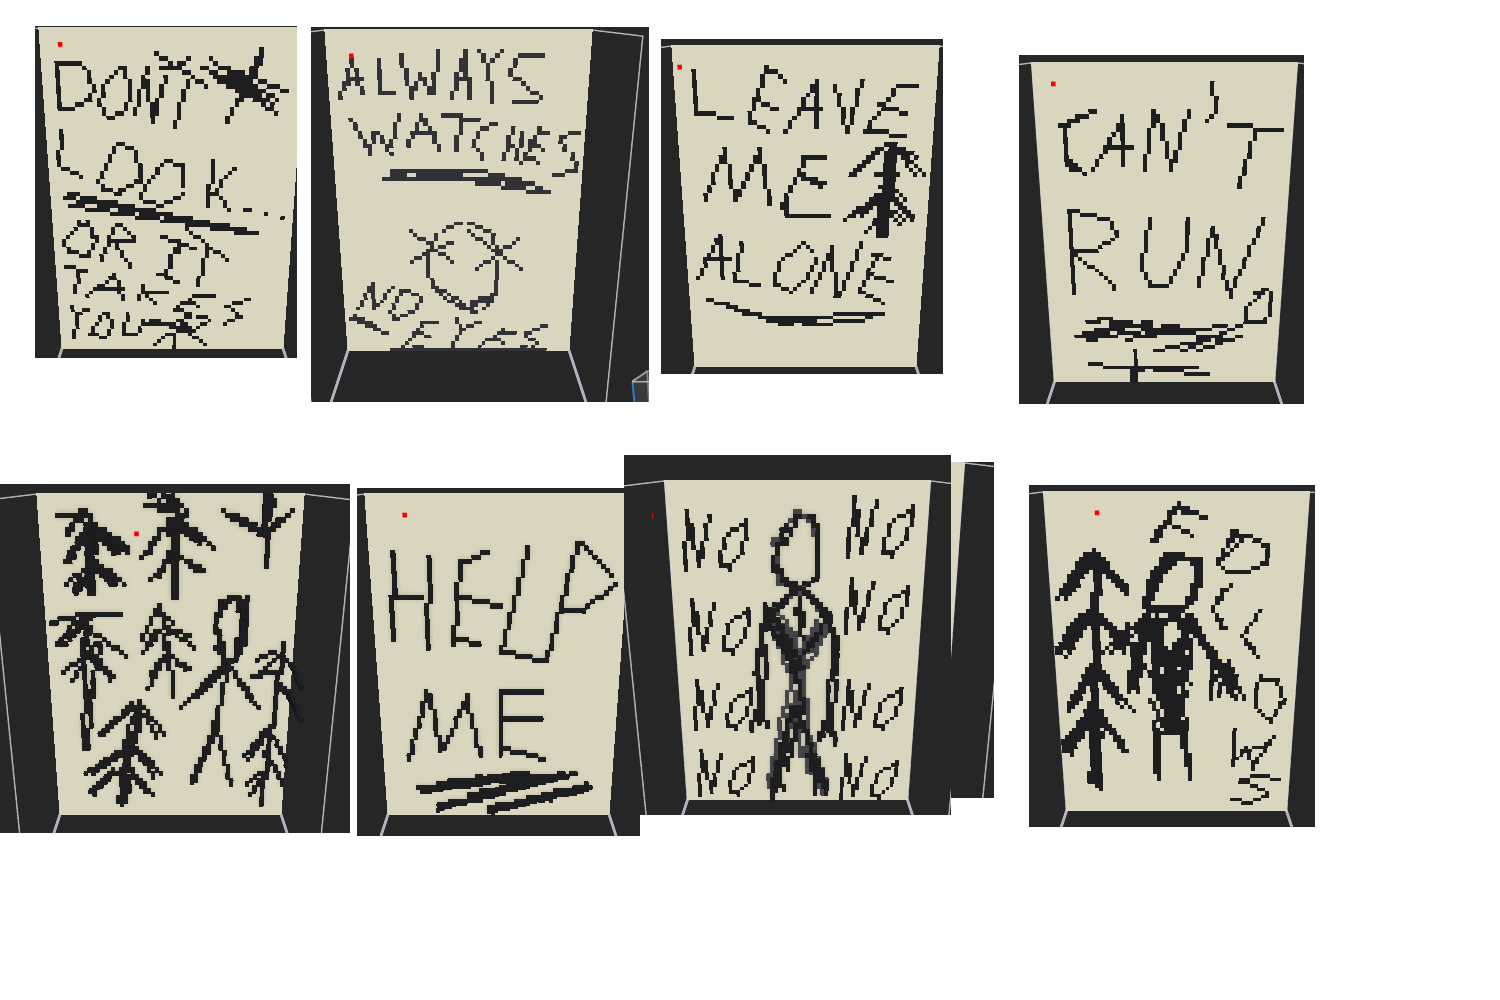 DON'T
LOOK...
OR IT
TAKES
YOU
ALWAYS
WATCHES
NO
EYES
LEAVE
ME
ALONE
CAN'T
RUN
HELP
ME
NO NO
NO NO
NO NO
NO NO
FOLLOWS